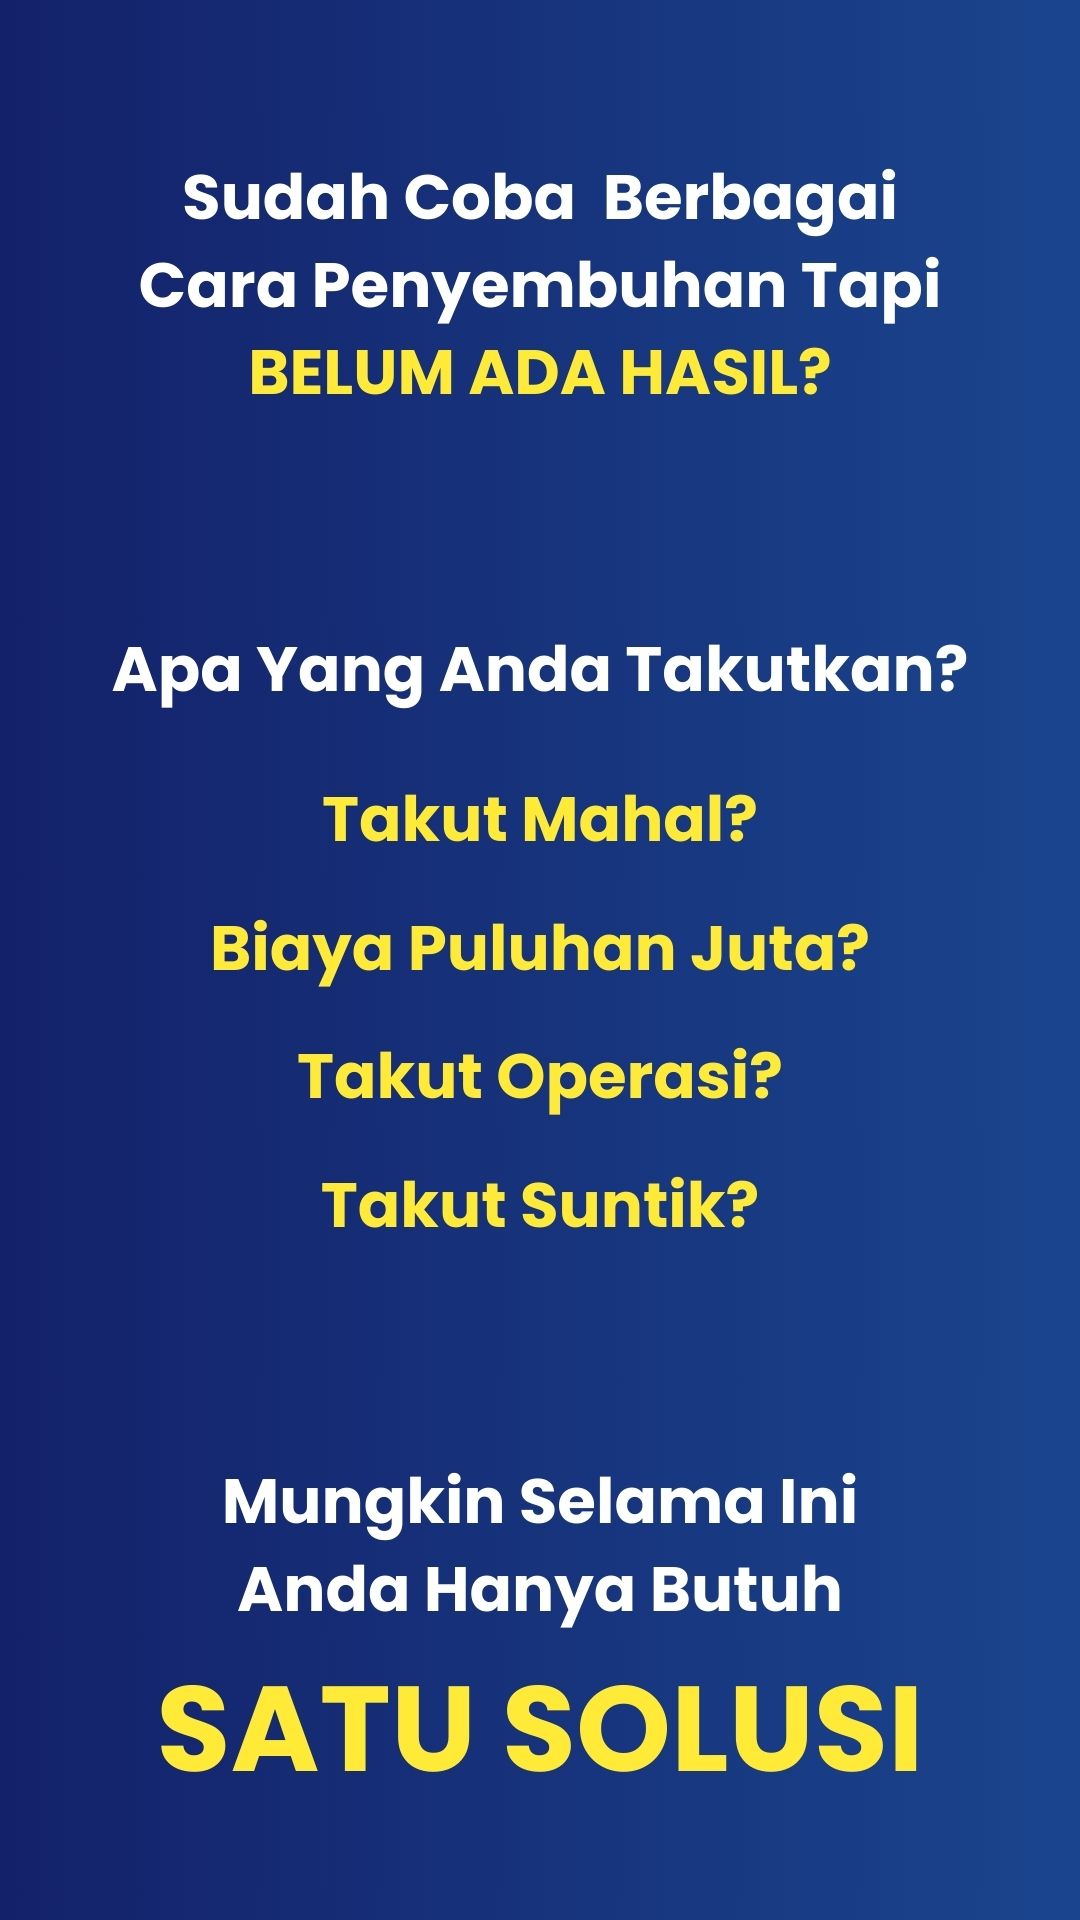 Sudah Coba  Berbagai
Cara Penyembuhan Tapi
BELUM ADA HASIL?
Apa Yang Anda Takutkan?
Takut Mahal?
Biaya Puluhan Juta?
Takut Operasi?
Takut Suntik?
Mungkin Selama Ini
Anda Hanya Butuh
SATU SOLUSI